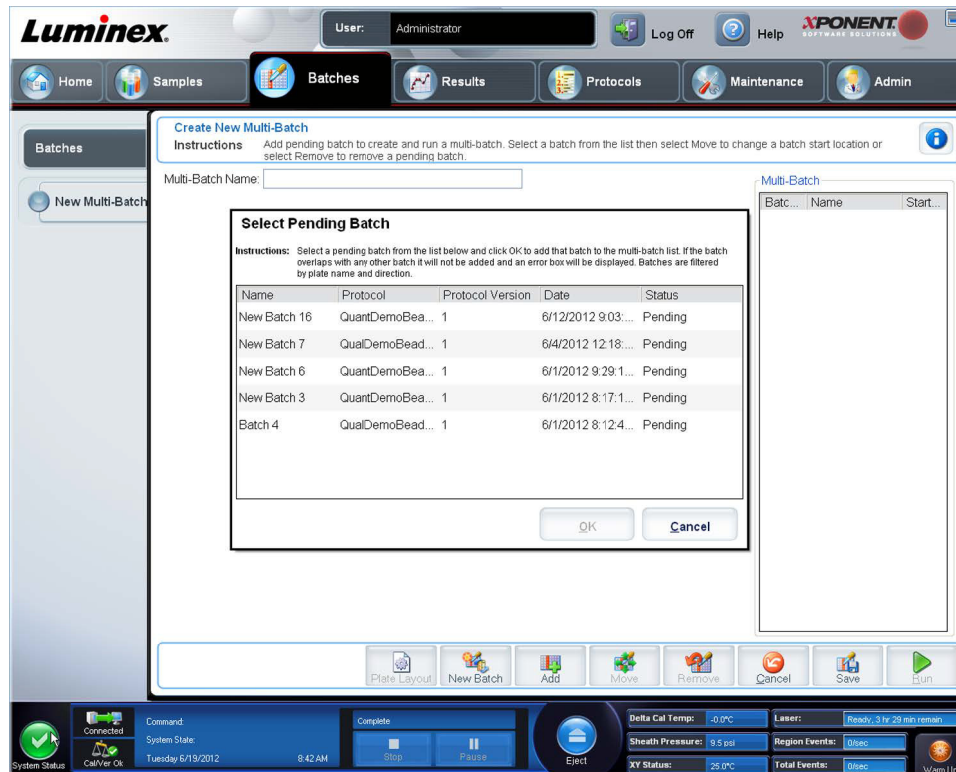 Luminex.
User: Administrator
Log Off
Help
XPONENT.
SOFTWARE SOLUTIONS
Home
Samples
Batches
Results
Protocols
Maintenance
Admin
Batches
New Multi-Batch
Create New Multi-Batch
Instructions Add pending batch to create and run a multi-batch. Select a batch from the list then select Move to change a batch start location or
select Remove to remove a pending batch.
Multi-Batch Name:
Multi-Batch
Batc... Name Start...
Select Pending Batch
Instructions: Select a pending batch from the list below and click OK to add that batch to the multi-batch list. If the batch
overlaps with any other batch it will not be added and an error box will be displayed. Batches are filtered
by plate name and direction.
Name Protocol Protocol Version Date Status
New Batch 16 QuantDemoBea... 1 6/12/2012 9:03:... Pending
New Batch 7 QualDemoBead... 1 6/4/2012 12:18:... Pending
New Batch 6 QuantDemoBea... 1 6/1/2012 9:29:1... Pending
New Batch 3 QuantDemoBea... 1 6/1/2012 8:17:1... Pending
Batch 4 QualDemoBead... 1 6/1/2012 8:12:4... Pending
OK
Cancel
Plate Layout
New Batch
Add
Move
Remove
Cancel
Save
Run
System Status
Connected
Cal/Ver Ok
Command:
System State:
Tuesday 6/19/2012 8:42 AM
Complete
Stop
Pause
Eject
Delta Cal Temp: -0.0°C
Sheath Pressure: 9.5 psi
XY Status: 25.0°C
Laser: Ready, 3 hr 29 min remain
Region Events: 0/sec
Total Events: 0/sec
Warm Up